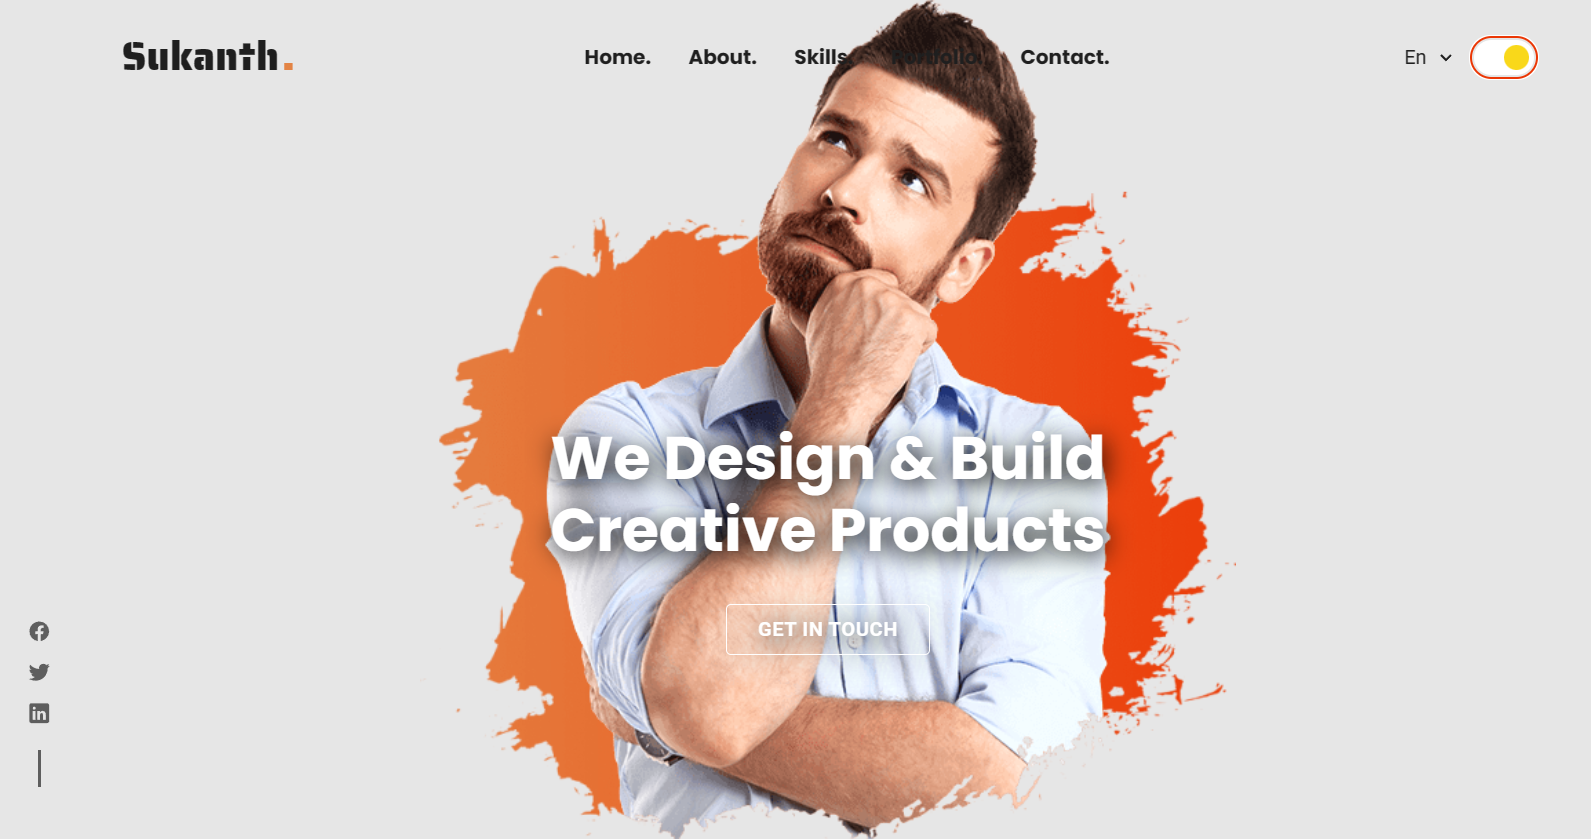 Sukanth.
Home. About. Skills. Portfolio. Contact.
En
We Design & Build
Creative Products
GET IN TOUCH